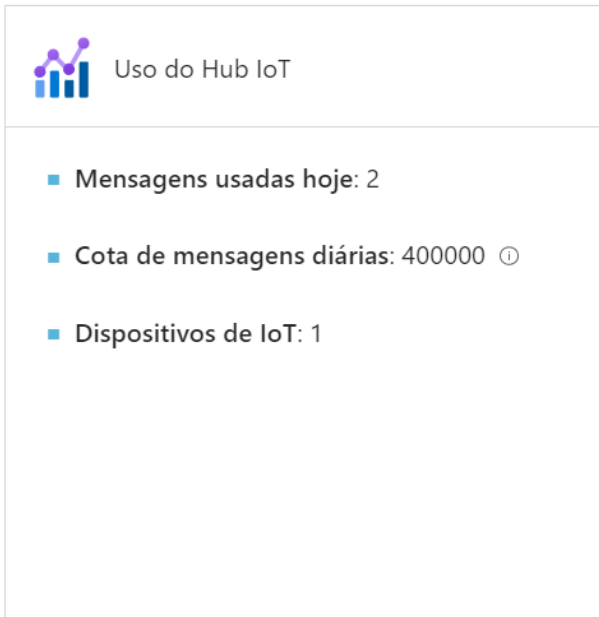 Uso do Hub IoT
Mensagens usadas hoje: 2
Cota de mensagens diárias: 400000
Dispositivos de IoT: 1